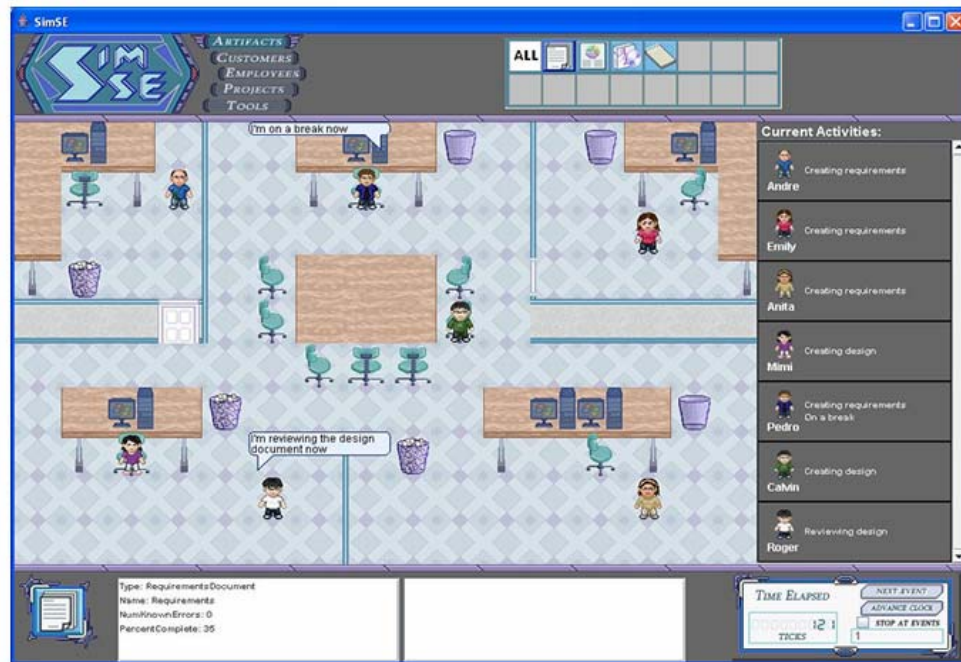 SimSE
SIM
SE
ARTIFACTS
CUSTOMERS
EMPLOYEES
PROJECTS
TOOLS
ALL
I'm on a break now
I'm reviewing the design
document now
Current Activities:
Creating requirements
Andre
Creating requirements
Emily
Creating requirements
Anita
Creating design
Mimi
Creating requirements
On a break
Pedro
Creating design
Calvin
Reviewing design
Roger
Type: RequirementsDocument
Name: Requirements
NumKnownErrors: 0
PercentComplete: 35
TIME ELAPSED
121
TICKS
NEXT EVENT
ADVANCE CLOCK
STOP AT EVENTS
1